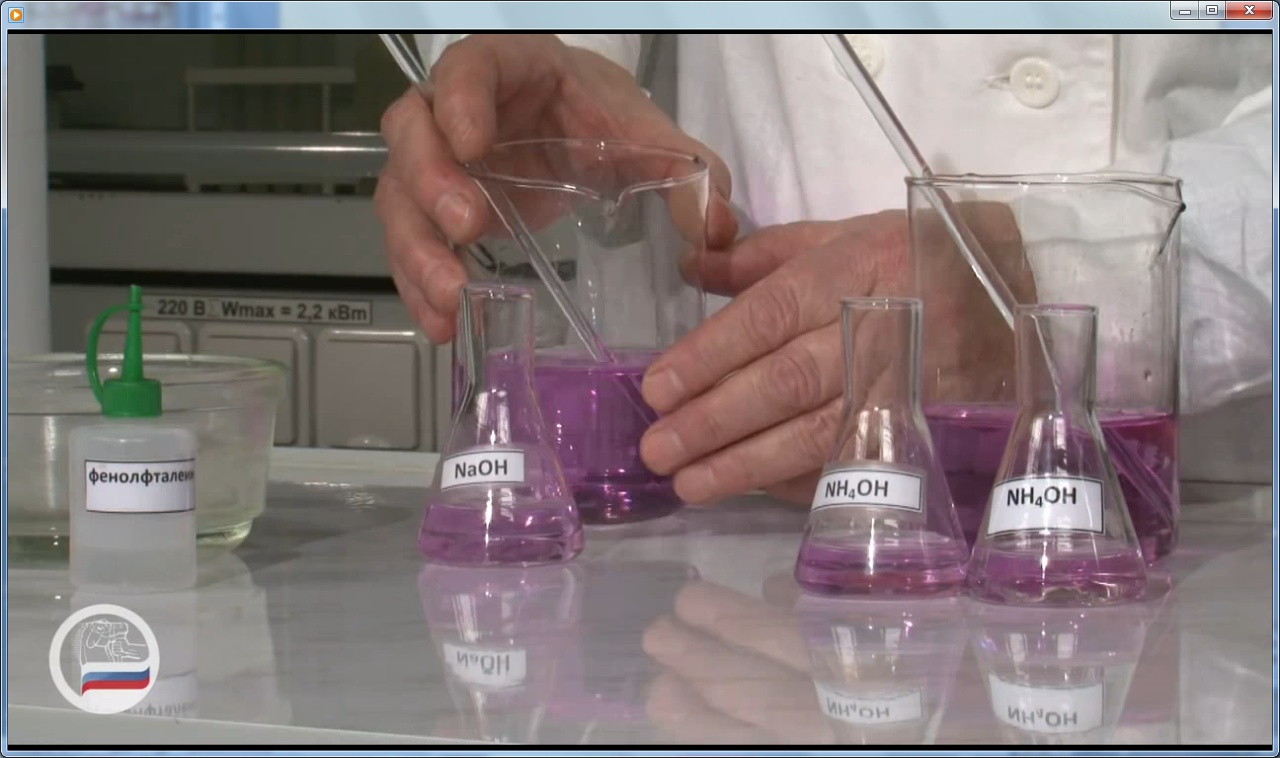 220 В Wmax = 2,2 кВт
фенолфталеин
NaOH
NH₄OH
NH₄OH